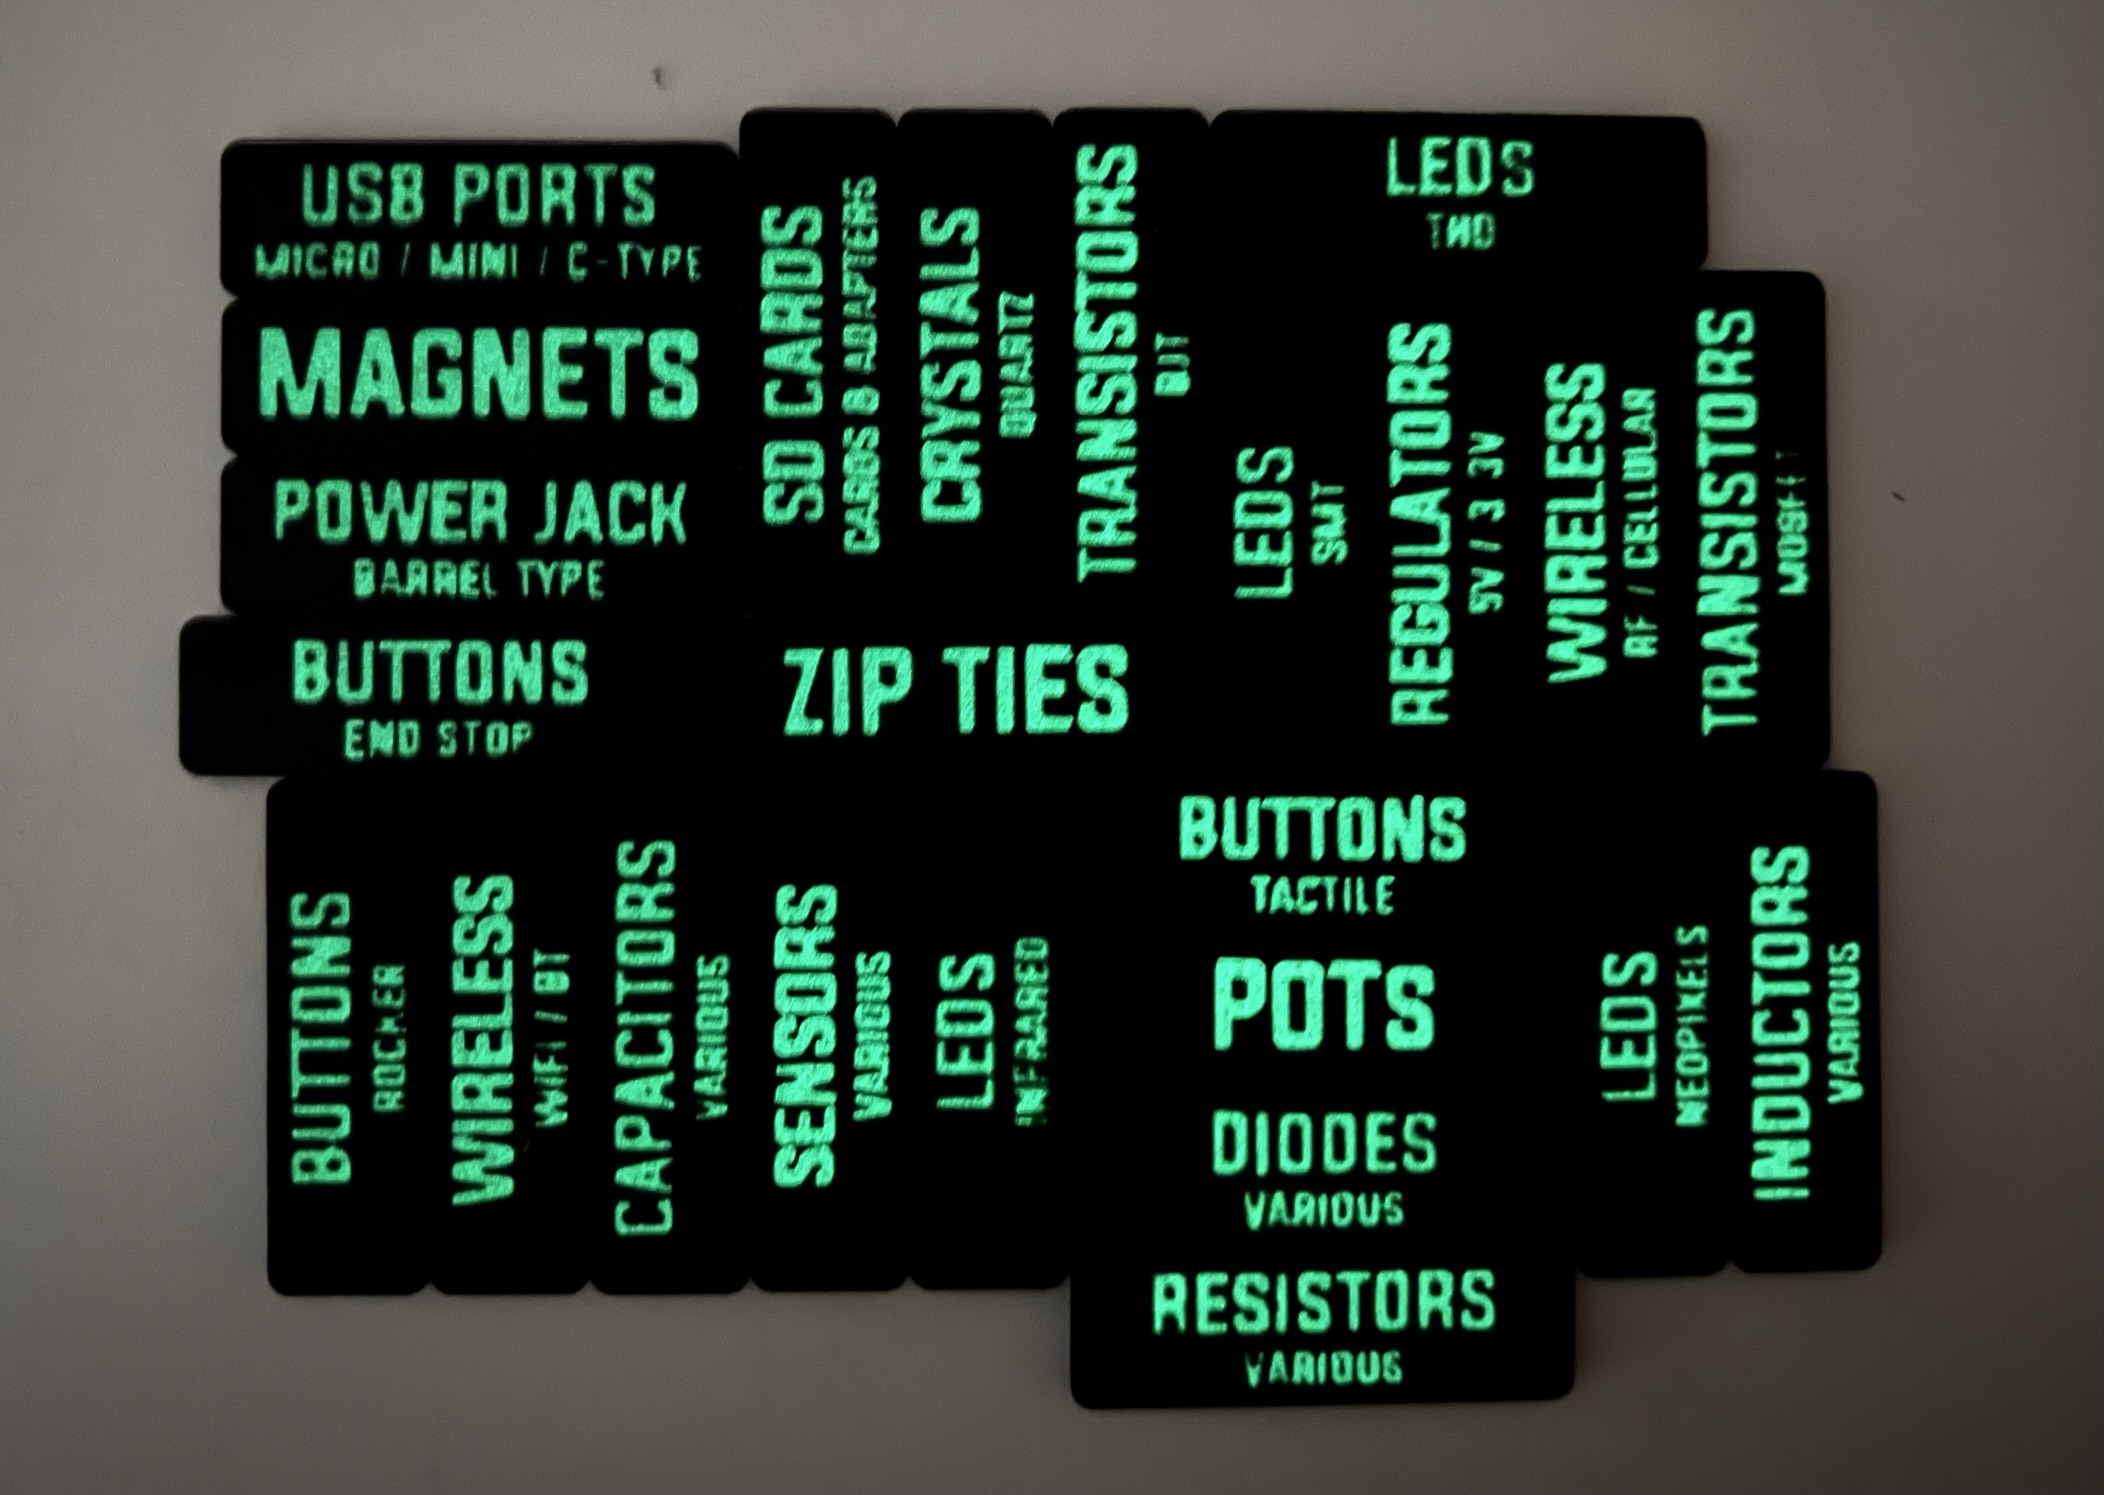 USB PORTS
MICRO / MINI / C-TYPE
MAGNETS
POWER JACK
BARREL TYPE
BUTTONS
END STOP
SD CARDS
CARDS & ADAPTERS
CRYSTALS
QUARTZ
TRANSISTORS
BJT
LEDS
THD
LEDS
SMT
REGULATORS
5V / 3.3V
WIRELESS
RF / CELLULAR
TRANSISTORS
MOSFET
ZIP TIES
BUTTONS
ROCKER
WIRELESS
WIFI / BT
CAPACITORS
VARIOUS
SENSORS
VARIOUS
LEDS
INFRARED
BUTTONS
TACTILE
POTS
DIODES
VARIOUS
RESISTORS
VARIOUS
LEDS
NEOPIXELS
INDUCTORS
VARIOUS